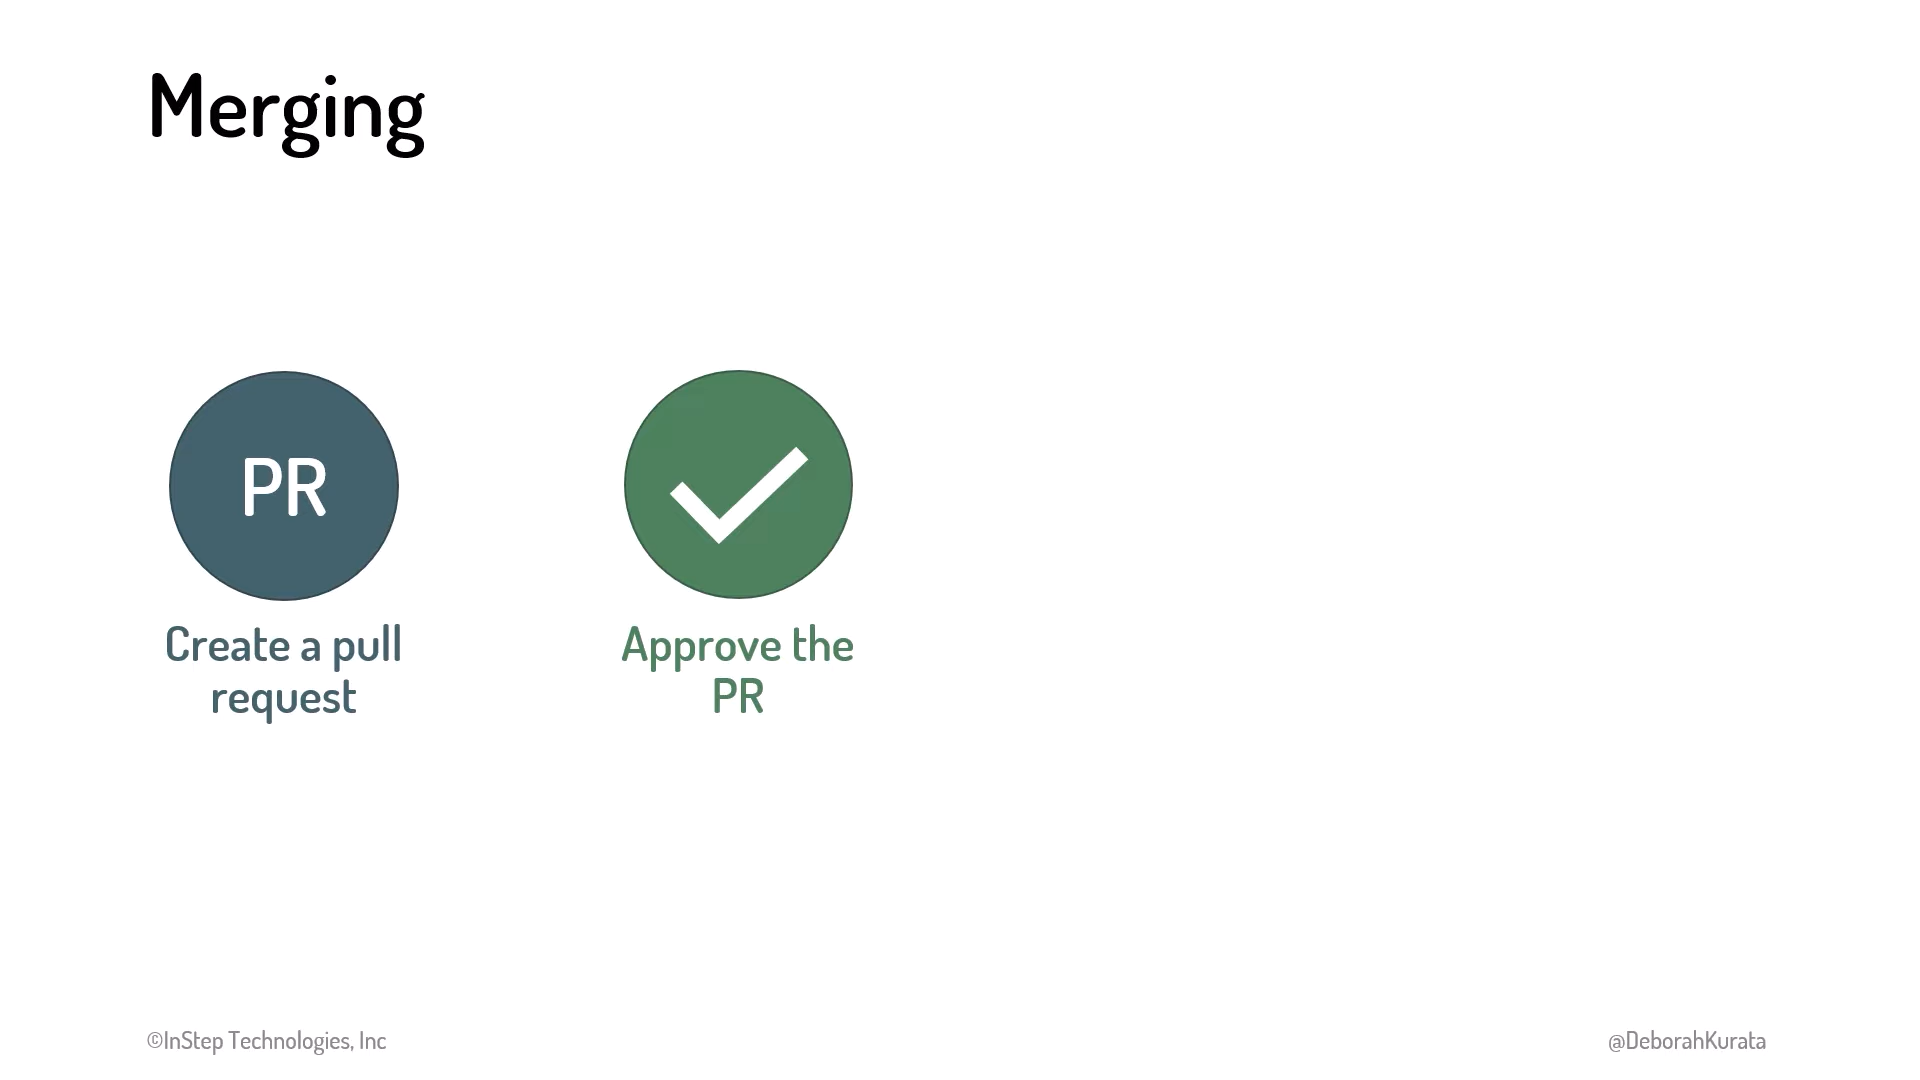 Merging
PR
Create a pull
request
Approve the
PR
©InStep Technologies, Inc
@DeborahKurata